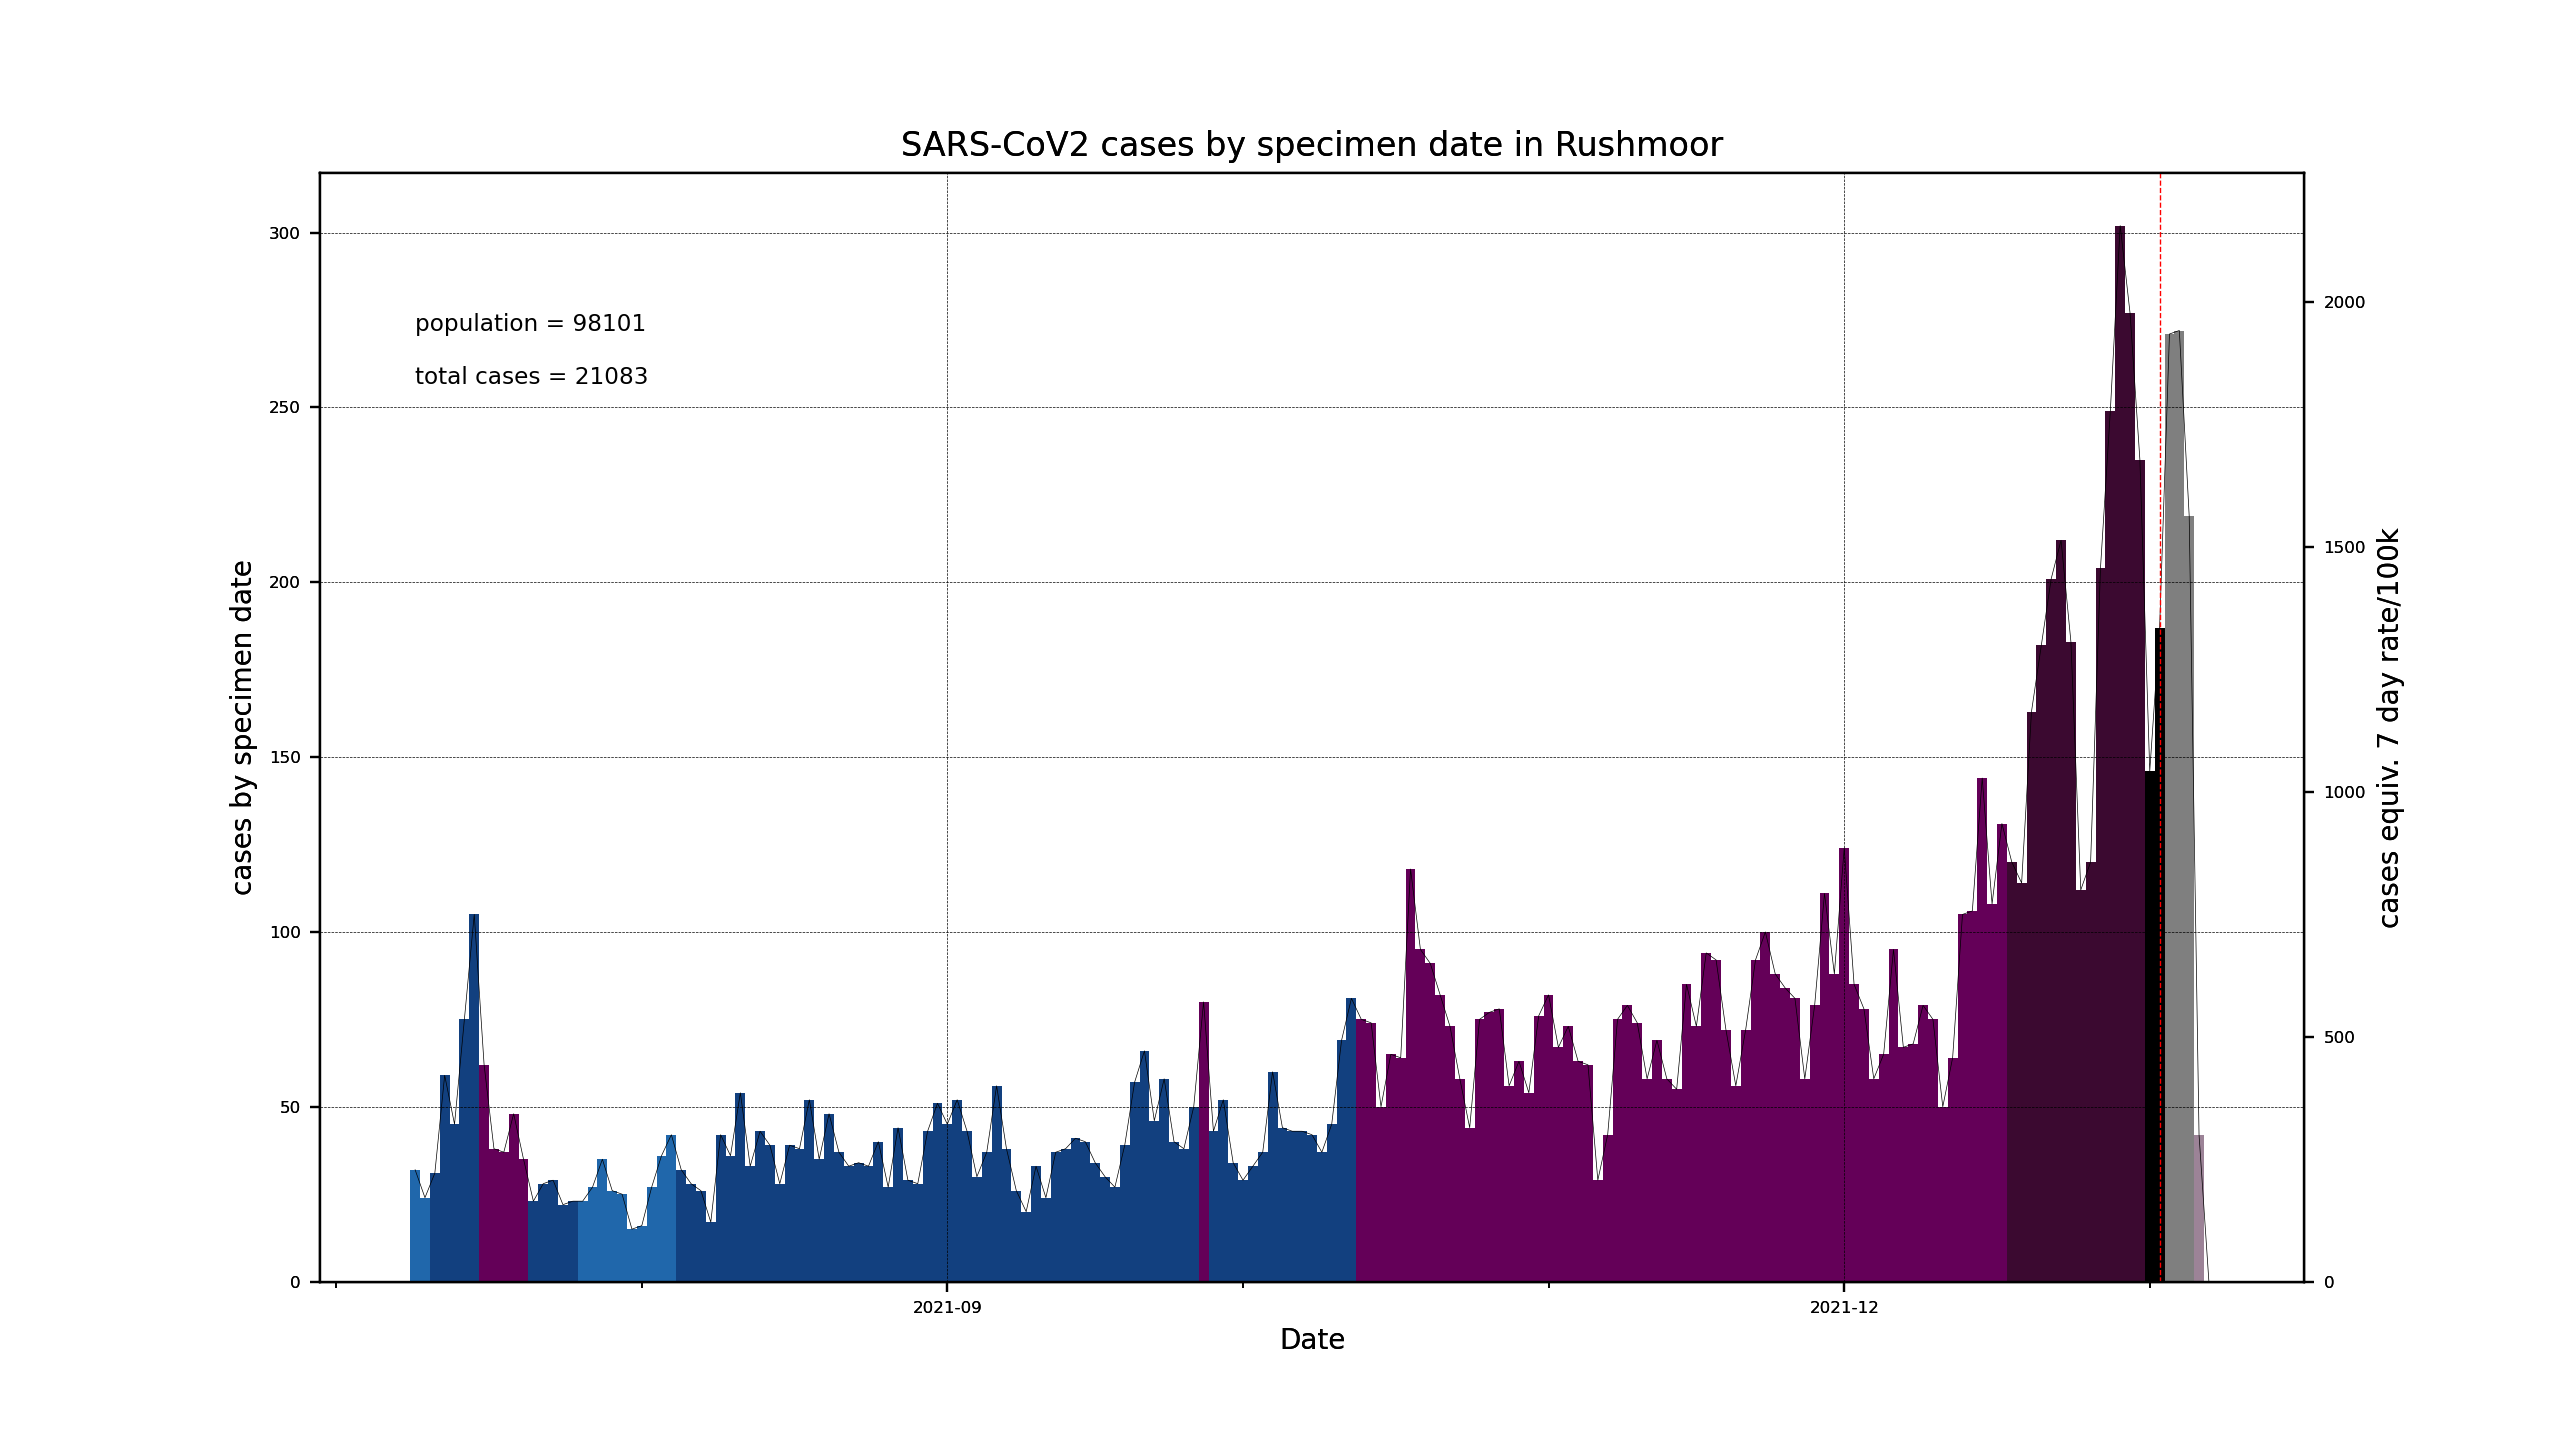 SARS-CoV2 cases by specimen date in Rushmoor
population = 98101
total cases = 21083
cases by specimen date
300
250
200
150
100
50
0
2000
1500
1000
500
0
cases equiv. 7 day rate/100k
2021-09
2021-12
Date